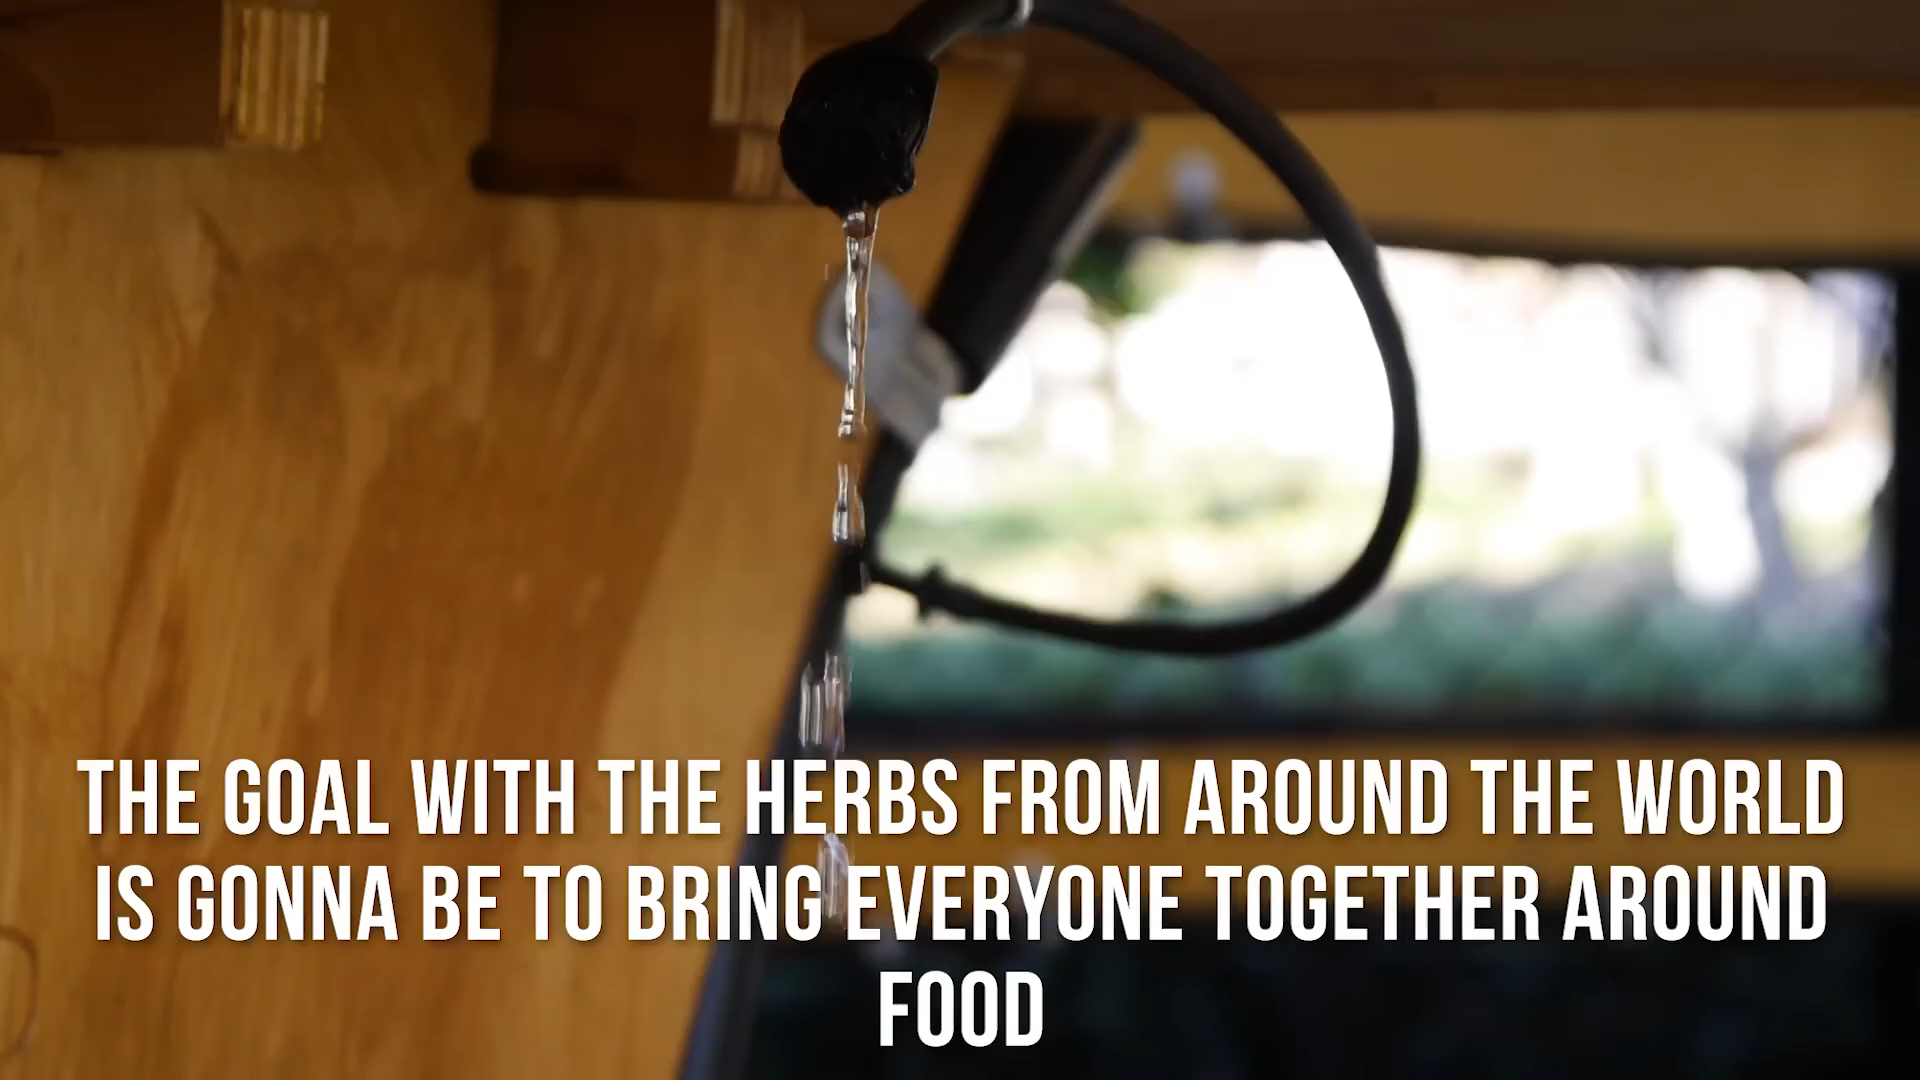 THE GOAL WITH THE HERBS FROM AROUND THE WORLD
IS GONNA BE TO BRING EVERYONE TOGETHER AROUND
FOOD